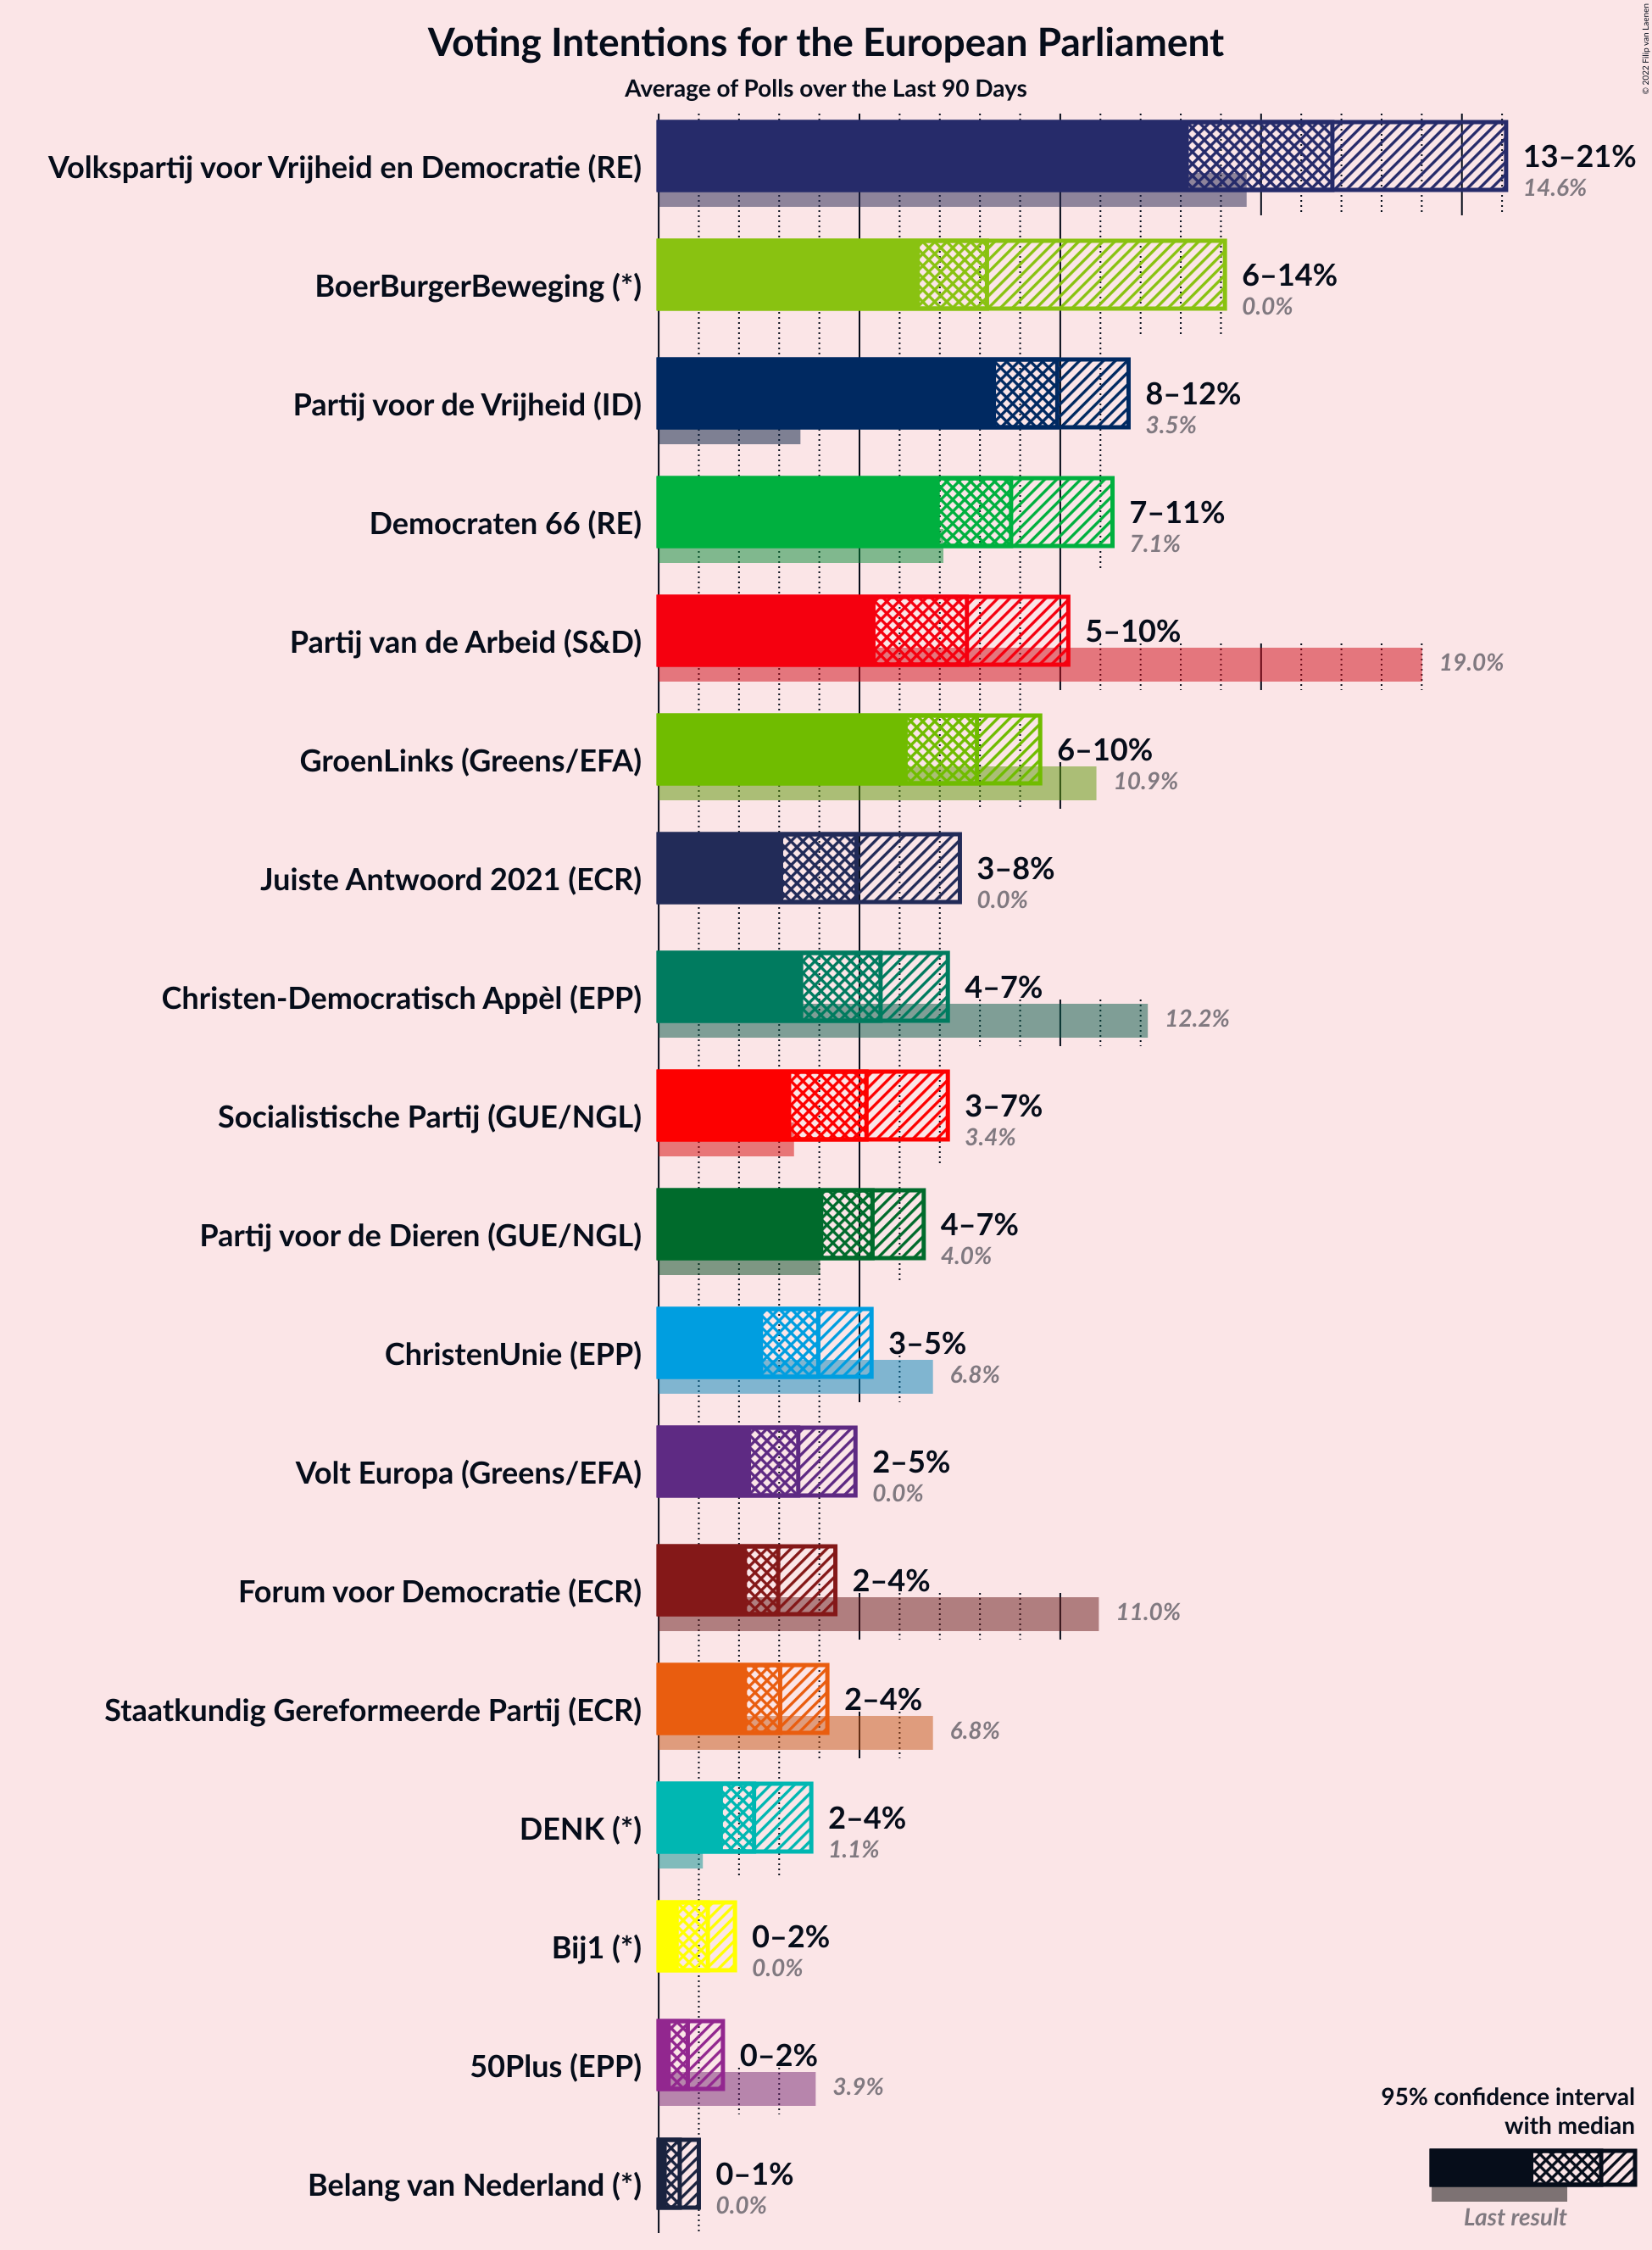 © 2022 Filip van Laenen
Voting Intentions for the European Parliament
Average of Polls over the Last 90 Days
Volkspartij voor Vrijheid en Democratie (RE)
13–21%
14.6%
BoerBurgerBeweging (*)
6–14%
0.0%
Partij voor de Vrijheid (ID)
8–12%
3.5%
Democraten 66 (RE)
7–11%
7.1%
Partij van de Arbeid (S&D)
5–10%
19.0%
GroenLinks (Greens/EFA)
6–10%
10.9%
Juiste Antwoord 2021 (ECR)
3–8%
0.0%
Christen-Democratisch Appèl (EPP)
4–7%
12.2%
Socialistische Partij (GUE/NGL)
3–7%
3.4%
Partij voor de Dieren (GUE/NGL)
4–7%
4.0%
ChristenUnie (EPP)
3–5%
6.8%
Volt Europa (Greens/EFA)
2–5%
0.0%
Forum voor Democratie (ECR)
2–4%
11.0%
Staatkundig Gereformeerde Partij (ECR)
2–4%
6.8%
DENK (*)
2–4%
1.1%
Bij1 (*)
0–2%
0.0%
50Plus (EPP)
0–2%
3.9%
Belang van Nederland (*)
0–1%
0.0%
95% confidence interval
with median
Last result